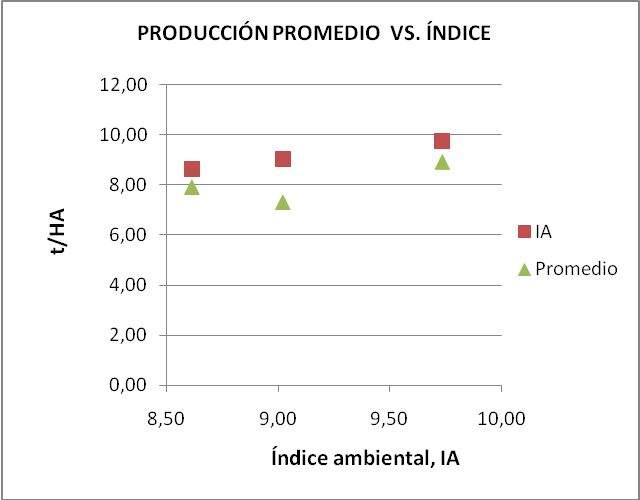 PRODUCCIÓN PROMEDIO VS. ÍNDICE
12,00
10,00
8,00
6,00
4,00
2,00
0,00
t/HA
8,50 9,00 9,50 10,00
Índice ambiental, IA
IA
Promedio